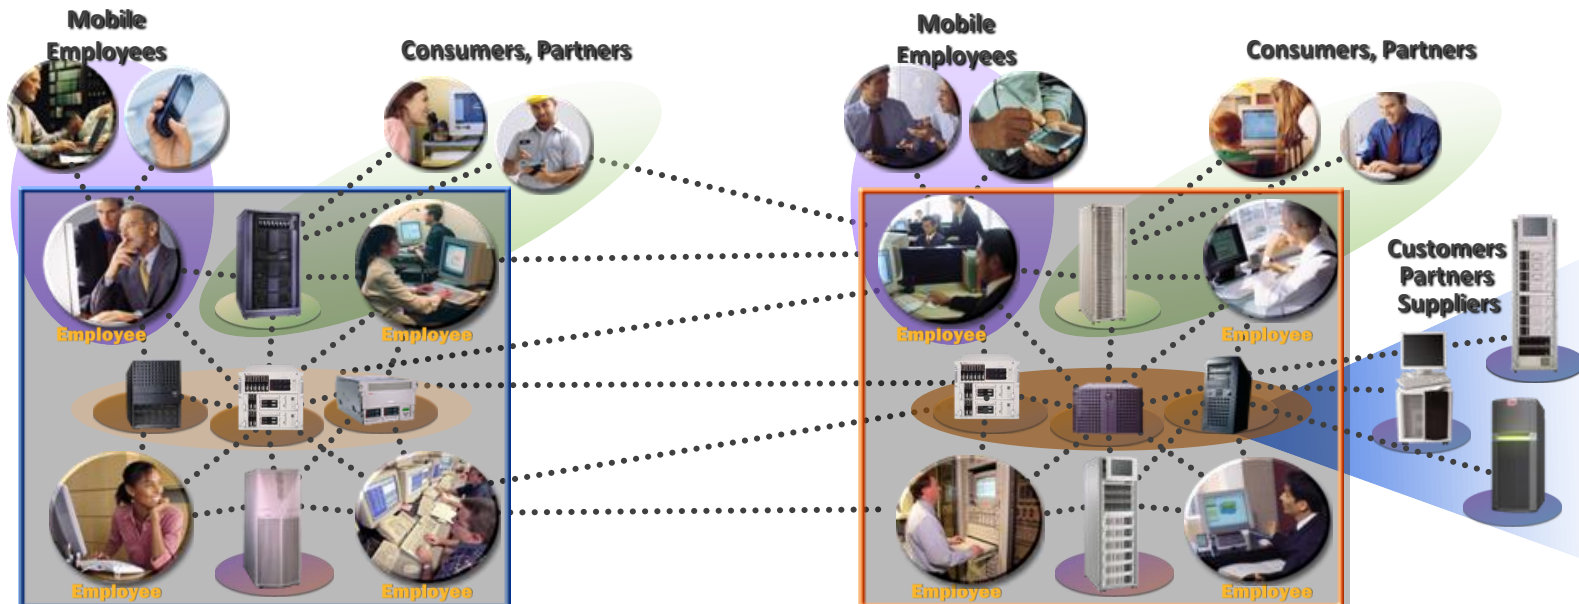 Mobile
Employees
Consumers, Partners
Mobile
Employees
Consumers, Partners
Customers
Partners
Suppliers
Employee
Employee
Employee
Employee
Employee
Employee
Employee
Employee